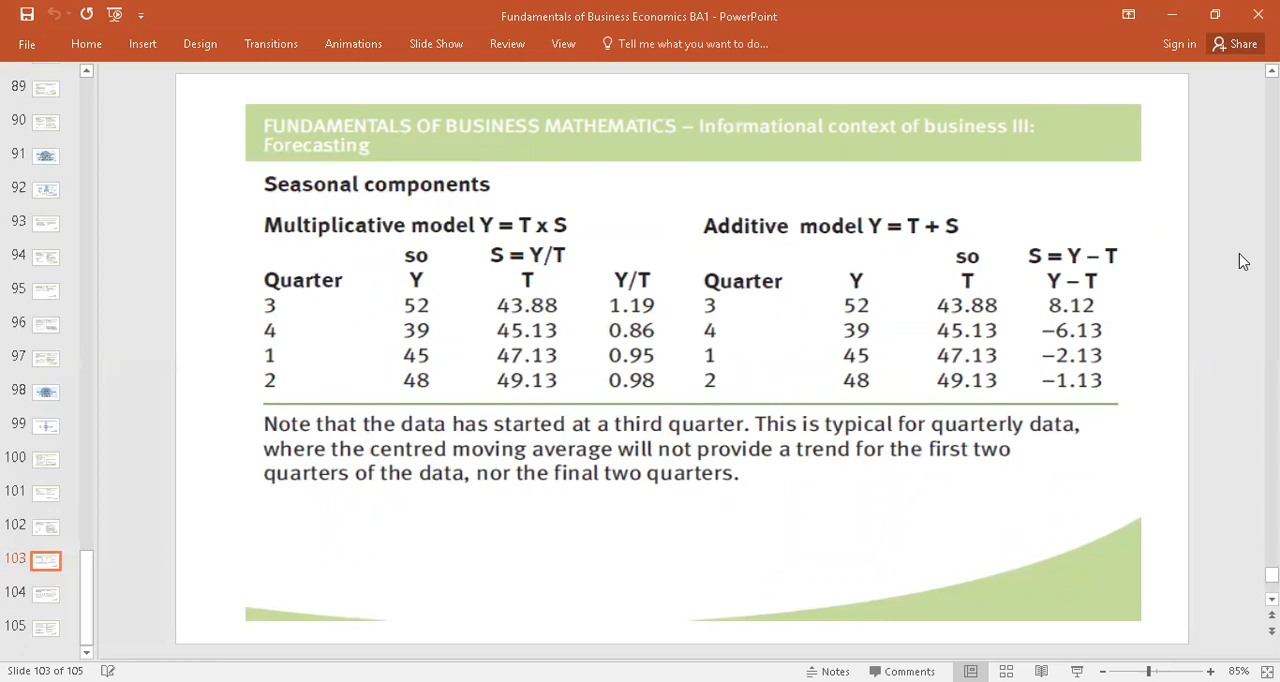 Fundamentals of Business Economics BA1 - PowerPoint
File Home Insert Design Transitions Animations Slide Show Review View Tell me what you want to do... Sign in Share
89
90
91
92
93
94
95
96
97
98
99
100
101
102
103
104
105
FUNDAMENTALS OF BUSINESS MATHEMATICS – Informational context of business III:
Forecasting
Seasonal components
Multiplicative model Y = T x S
so S = Y/T
Quarter Y T Y/T
3 52 43.88 1.19
4 39 45.13 0.86
1 45 47.13 0.95
2 48 49.13 0.98
Additive model Y = T + S
so S = Y – T
Quarter Y T Y – T
3 52 43.88 8.12
4 39 45.13 –6.13
1 45 47.13 –2.13
2 48 49.13 –1.13
Note that the data has started at a third quarter. This is typical for quarterly data,
where the centred moving average will not provide a trend for the first two
quarters of the data, nor the final two quarters.
Slide 103 of 105 Notes Comments 85%